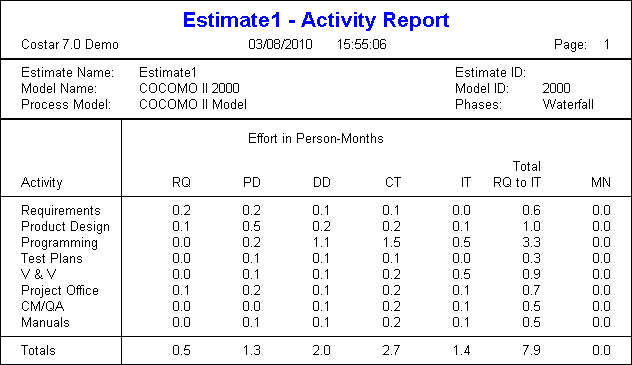 Estimate1 - Activity Report
Costar 7.0 Demo 03/08/2010 15:55:06 Page: 1
Estimate Name: Estimate1 Estimate ID:
Model Name: COCOMO II 2000 Model ID: 2000
Process Model: COCOMO II Model Phases: Waterfall
Effort in Person-Months
Total
Activity RQ PD DD CT IT RQ to IT MN
Requirements 0.2 0.2 0.1 0.1 0.0 0.6 0.0
Product Design 0.1 0.5 0.2 0.2 0.1 1.0 0.0
Programming 0.0 0.2 1.1 1.5 0.5 3.3 0.0
Test Plans 0.0 0.1 0.1 0.1 0.0 0.3 0.0
V & V 0.0 0.1 0.1 0.2 0.5 0.9 0.0
Project Office 0.1 0.2 0.1 0.2 0.1 0.7 0.0
CM/QA 0.0 0.0 0.1 0.2 0.1 0.5 0.0
Manuals 0.0 0.1 0.1 0.2 0.1 0.5 0.0
Totals 0.5 1.3 2.0 2.7 1.4 7.9 0.0